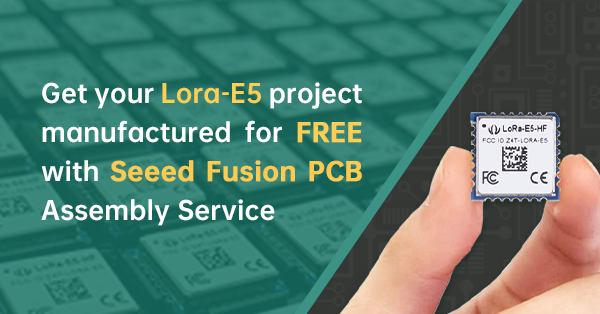 Get your Lora-E5 project
manufactured for FREE
with Seeed Fusion PCB
Assembly Service
LoRa-E5-HF
FCC ID Z4T-LORA-E5
FC CE